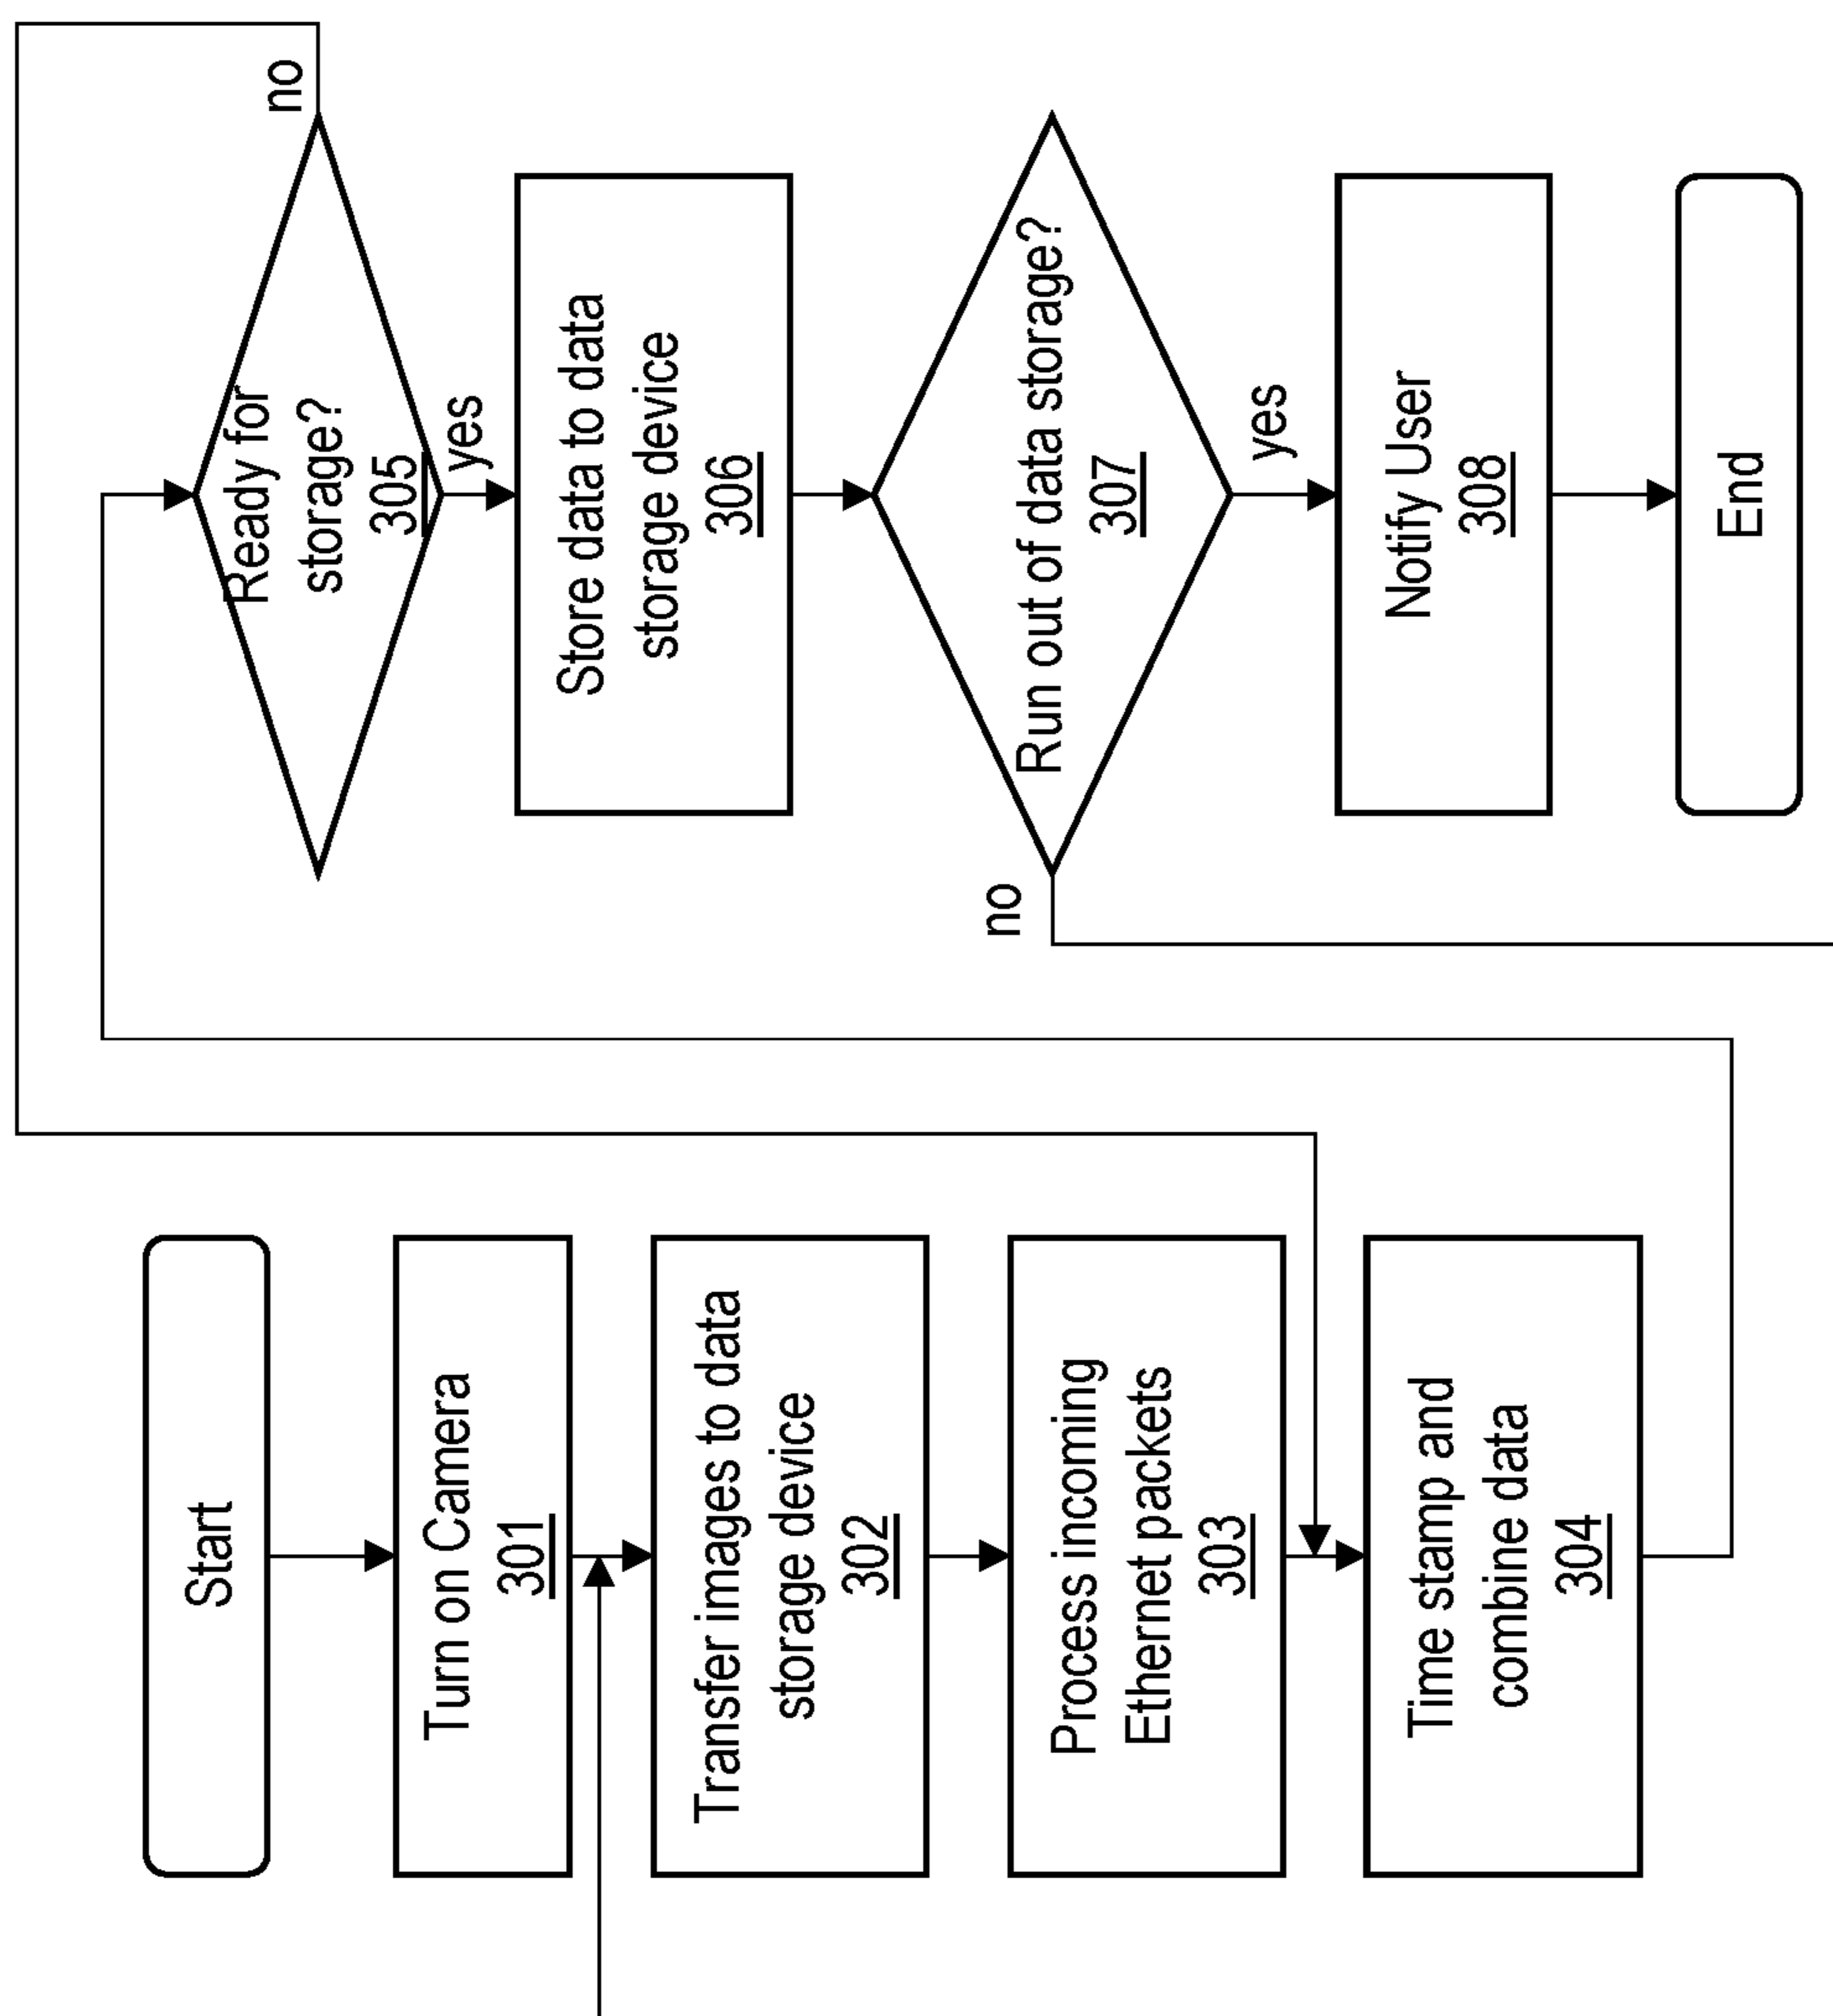 Start
Turn on Camera
301
Transfer images to data
storage device
302
Process incoming
Ethernet packets
303
Time stamp and
combine data
304
Ready for
storage?
305
no
yes
Store data to data
storage device
306
Run out of data storage?
307
no
yes
Notify User
308
End